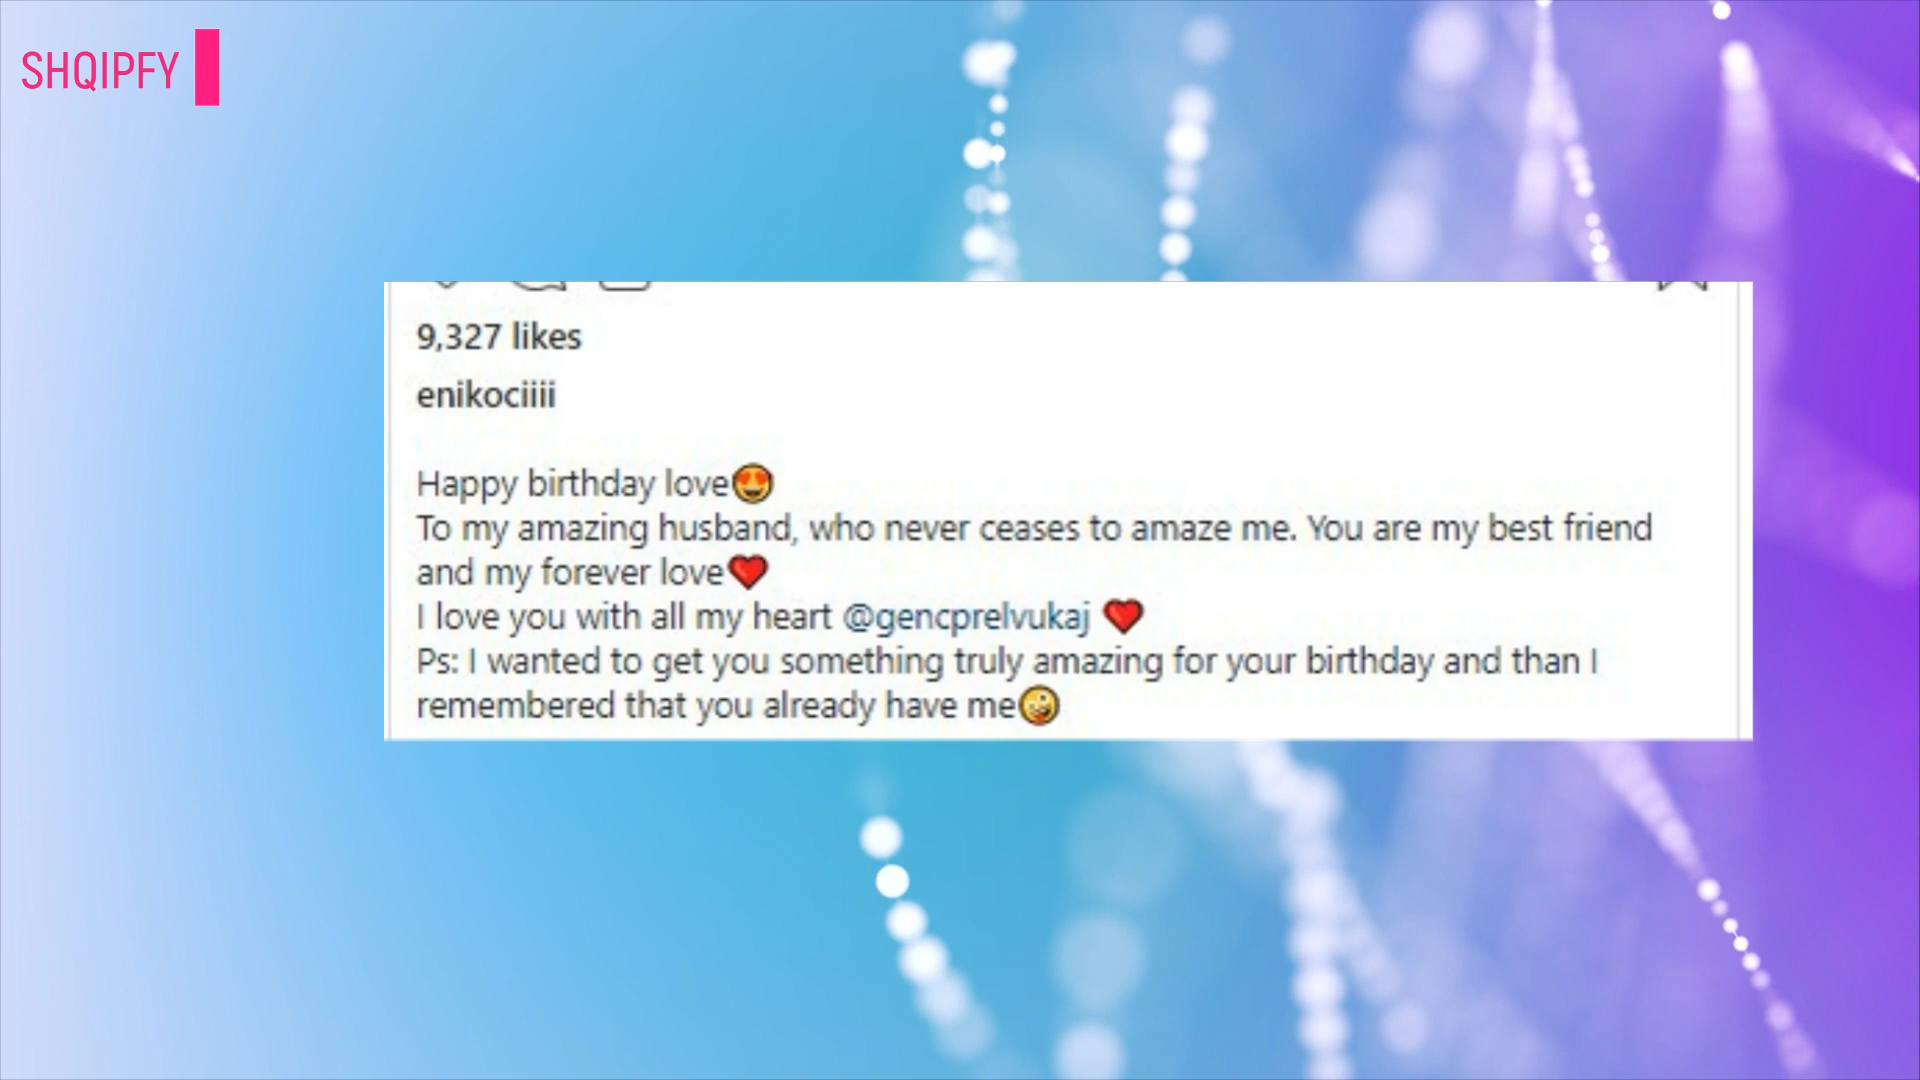 SHQIPFY
9,327 likes
enikociiii
Happy birthday love😍
To my amazing husband, who never ceases to amaze me. You are my best friend
and my forever love❤️
I love you with all my heart @gencprelvukaj ❤️
Ps: I wanted to get you something truly amazing for your birthday and than I
remembered that you already have me🤪